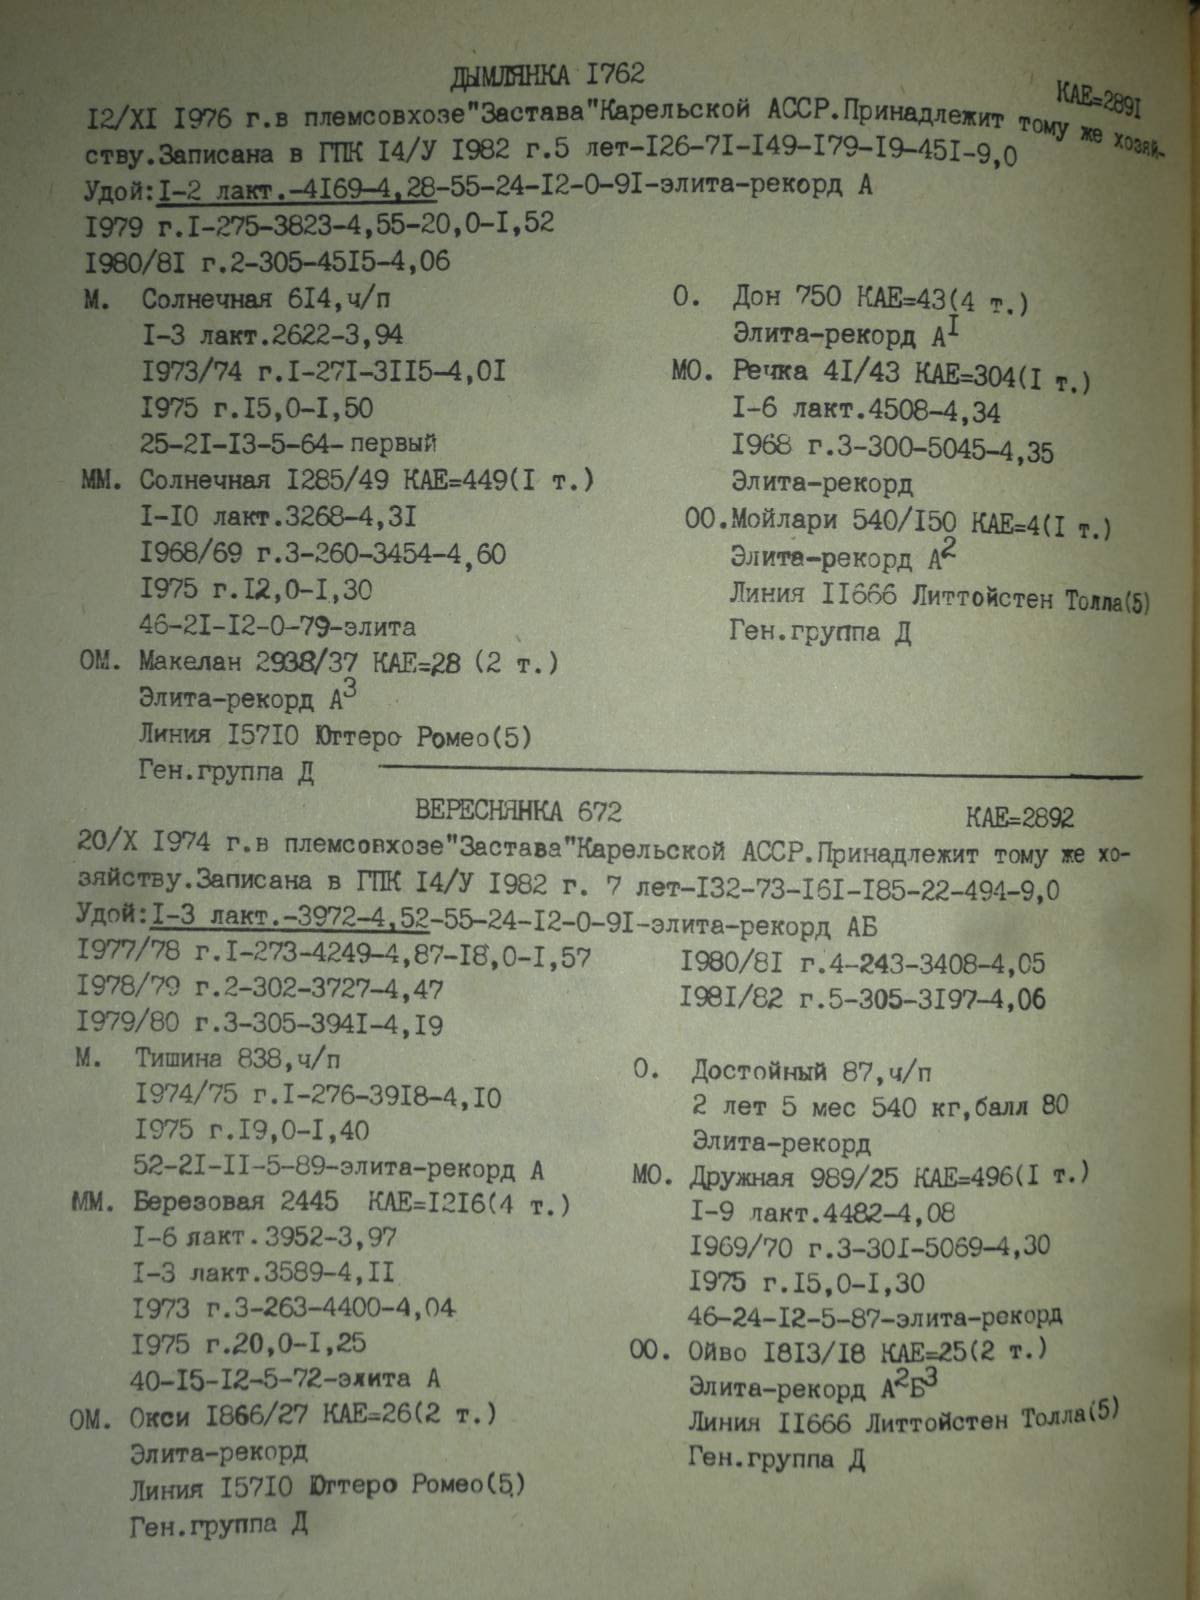 ДЫМЛЯНКА I762
КАЕ=289I
I2/XI I976 г.в племсовхозе"Застава"Карельской АССР.Принадлежит тому же хозяй-
ству.Записана в ГПК I4/У I982 г.5 лет-I26-7I-I49-I79-I9-45I-9,0
Удой:I-2 лакт.-4I69-4,28-55-24-I2-0-9I-элита-рекорд А
I979 г.I-275-3823-4,55-20,0-I,52
I980/8I г.2-305-45I5-4,06
М. Солнечная 6I4,ч/п
I-3 лакт.2622-3,94
I973/74 г.I-27I-3II5-4,0I
I975 г.I5,0-I,50
25-2I-I3-5-64-первый
ММ. Солнечная I285/49 КАЕ=449(I т.)
I-I0 лакт.3268-4,3I
I968/69 г.3-260-3454-4,60
I975 г.I2,0-I,30
46-2I-I2-0-79-элита
ОМ. Макелан 2938/37 КАЕ=28 (2 т.)
Элита-рекорд А³
Линия I57I0 Юттеро Ромео(5)
Ген.группа Д
О. Дон 750 КАЕ=43(4 т.)
Элита-рекорд А^I
МО. Речка 4I/43 КАЕ=304(I т.)
I-6 лакт.4508-4,34
I968 г.3-300-5045-4,35
Элита-рекорд
ОО.Мойлари 540/I50 КАЕ=4(I т.)
Элита-рекорд А²
Линия II666 Литтойстен Толла(5)
Ген.группа Д
ВЕРЕСНЯНКА 672
КАЕ=2892
20/X I974 г.в племсовхозе"Застава"Карельской АССР.Принадлежит тому же хо-
зяйству.Записана в ГПК I4/У I982 г. 7 лет-I32-73-I6I-I85-22-494-9,0
Удой:I-3 лакт.-3972-4,52-55-24-I2-0-9I-элита-рекорд АБ
I977/78 г.I-273-4249-4,87-I8,0-I,57
I978/79 г.2-302-3727-4,47
I979/80 г.3-305-394I-4,I9
I980/8I г.4-243-3408-4,05
I98I/82 г.5-305-3I97-4,06
М. Тишина 838,ч/п
I974/75 г.I-276-39I8-4,I0
I975 г.I9,0-I,40
52-2I-II-5-89-элита-рекорд А
ММ. Березовая 2445 КАЕ=I2I6(4 т.)
I-6 лакт.3952-3,97
I-3 лакт.3589-4,II
I973 г.3-263-4400-4,04
I975 г.20,0-I,25
40-I5-I2-5-72-элита А
ОМ. Окси I866/27 КАЕ=26(2 т.)
Элита-рекорд
Линия I57I0 Юттеро Ромео(5)
Ген.группа Д
О. Достойный 87,ч/п
2 лет 5 мес 540 кг,балл 80
Элита-рекорд
МО. Дружная 989/25 КАЕ=496(I т.)
I-9 лакт.4482-4,08
I969/70 г.3-30I-5069-4,30
I975 г.I5,0-I,30
46-24-I2-5-87-элита-рекорд
ОО. Ойво I8I3/I8 КАЕ=25(2 т.)
Элита-рекорд А²Б³
Линия II666 Литтойстен Толла(5)
Ген.группа Д